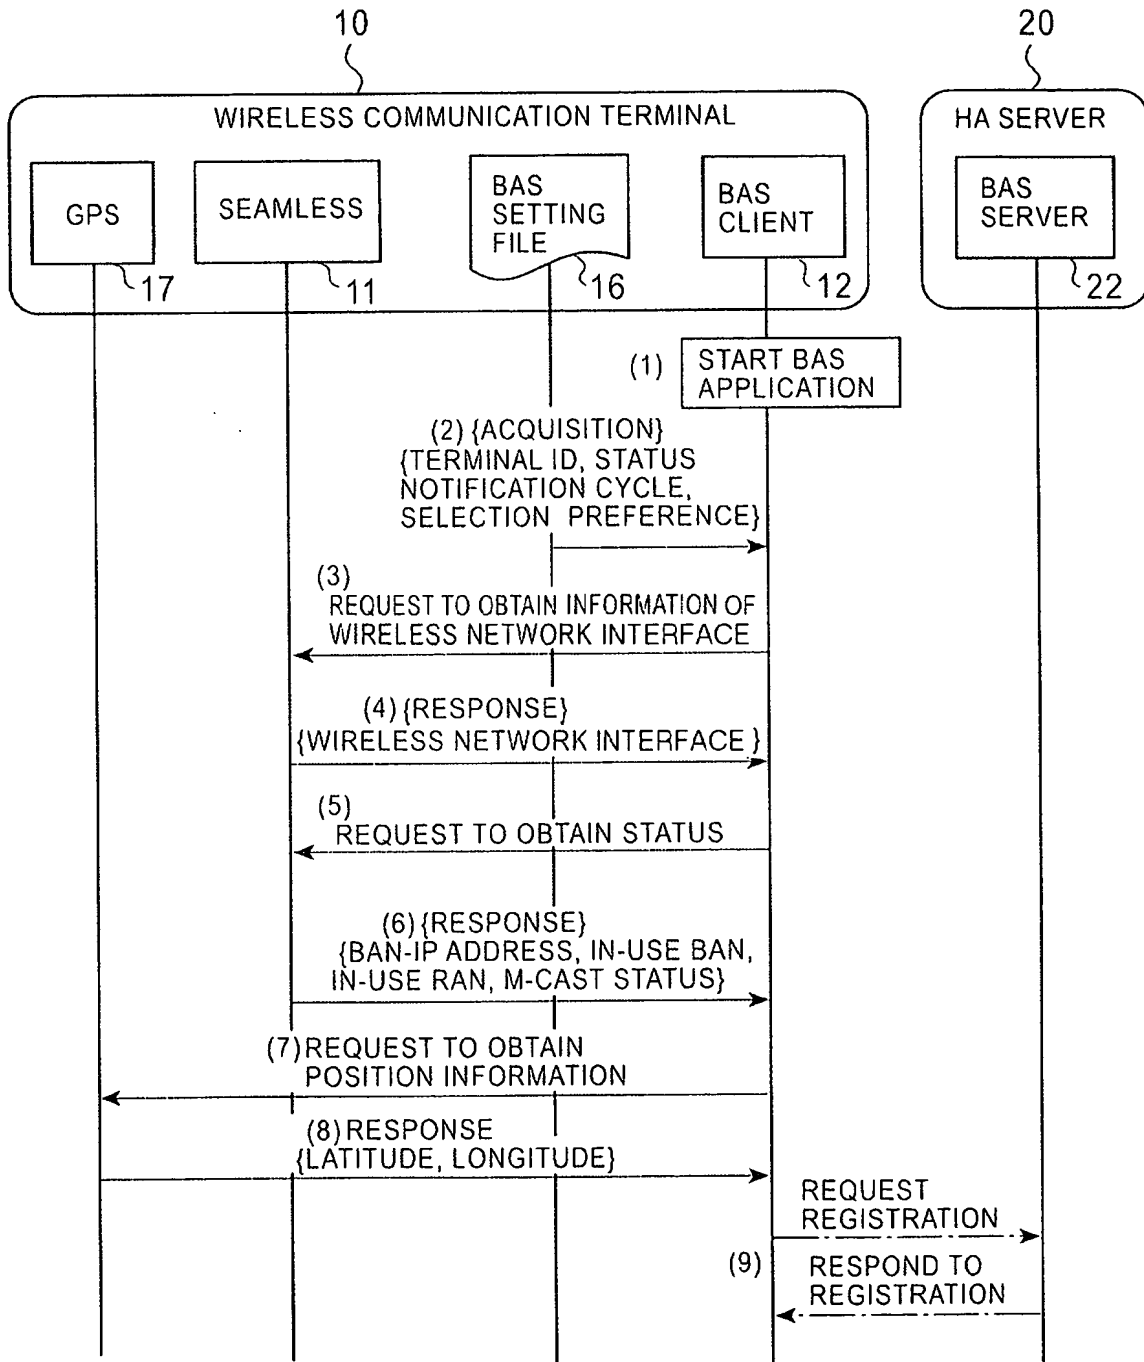 10
20
WIRELESS COMMUNICATION TERMINAL
HA SERVER
GPS
17
SEAMLESS
11
BAS
SETTING
FILE
16
BAS
CLIENT
12
BAS
SERVER
22
(1)
START BAS
APPLICATION
(2) {ACQUISITION}
{TERMINAL ID, STATUS
NOTIFICATION CYCLE,
SELECTION PREFERENCE}
(3)
REQUEST TO OBTAIN INFORMATION OF
WIRELESS NETWORK INTERFACE
(4) {RESPONSE}
{WIRELESS NETWORK INTERFACE }
(5)
REQUEST TO OBTAIN STATUS
(6) {RESPONSE}
{BAN-IP ADDRESS, IN-USE BAN,
IN-USE RAN, M-CAST STATUS}
(7) REQUEST TO OBTAIN
POSITION INFORMATION
(8) RESPONSE
{LATITUDE, LONGITUDE}
REQUEST
REGISTRATION
(9)
RESPOND TO
REGISTRATION